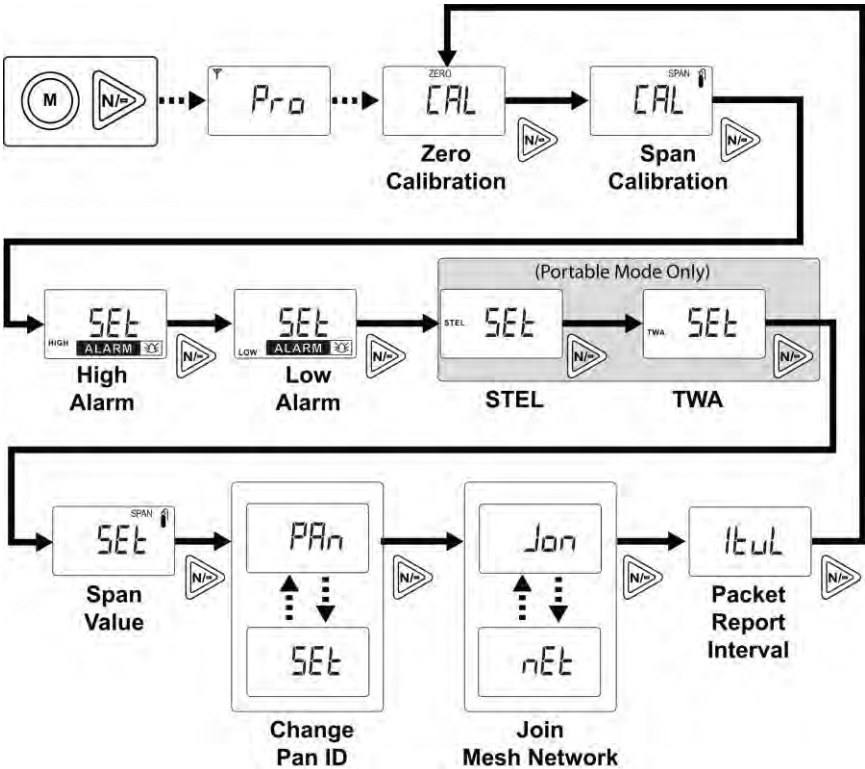 M N/-
Pro
ZERO
CAL
SPAN
CAL
Zero
Calibration
N/-
Span
Calibration
N/-
(Portable Mode Only)
HIGH
SEt
ALARM
LOW
SEt
ALARM
STEL
SEt
TWA
SEt
High
Alarm
N/-
Low
Alarm
N/-
STEL
N/-
TWA
N/-
SPAN
SEt
PAn
SEt
Jon
nEt
ItuL
Span
Value
N/-
Change
Pan ID
N/-
Join
Mesh Network
N/-
Packet
Report
Interval
N/-